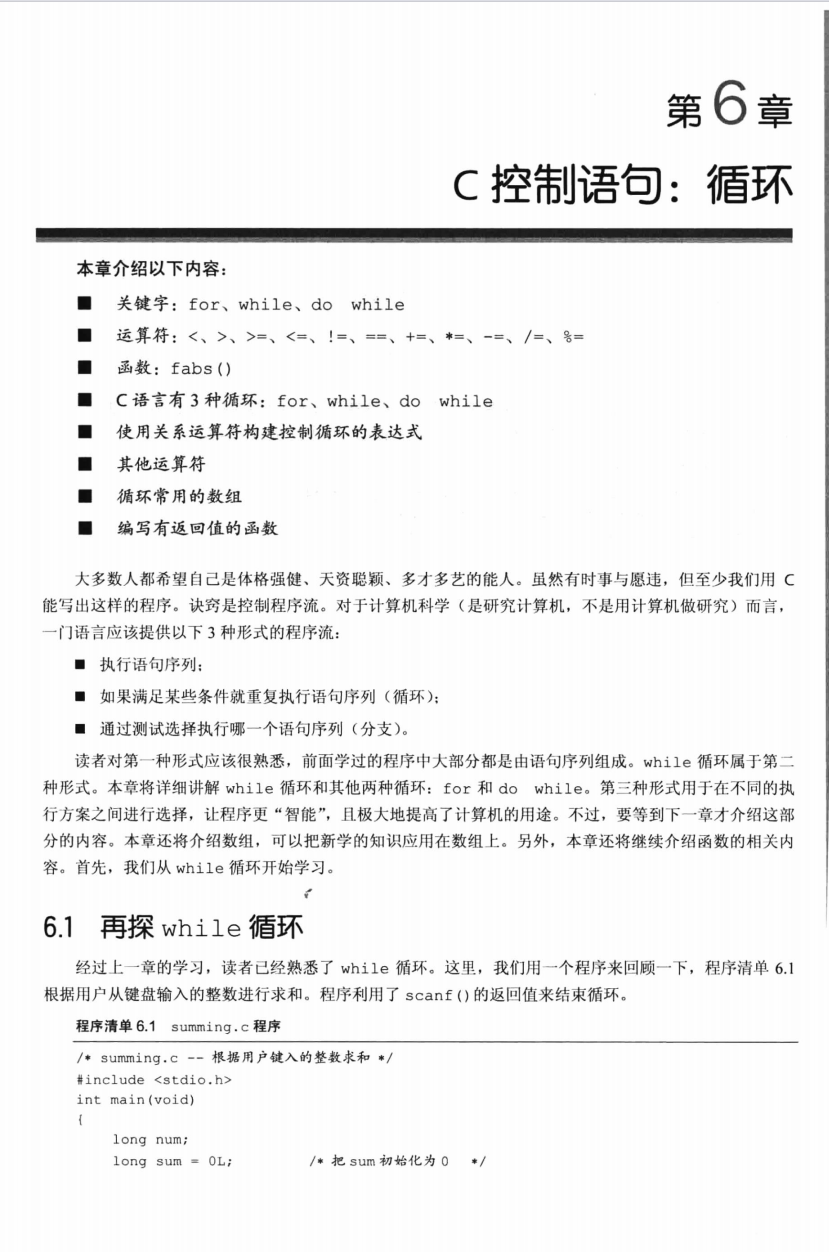 第6章
C 控制语句：循环
本章介绍以下内容：
■ 关键字：for、while、do while
■ 运算符：<、>、>=、<=、!=、==、+=、*=、-=、/=、%=
■ 函数：fabs()
■ C语言有3种循环：for、while、do while
■ 使用关系运算符构建控制循环的表达式
■ 其他运算符
■ 循环常用的数组
■ 编写有返回值的函数
大多数人都希望自己是体格强健、天资聪颖、多才多艺的能人。虽然有时事与愿违，但至少我们用 C
能写出这样的程序。诀窍是控制程序流。对于计算机科学（是研究计算机，不是用计算机做研究）而言，
一门语言应该提供以下 3 种形式的程序流：
■ 执行语句序列；
■ 如果满足某些条件就重复执行语句序列（循环）；
■ 通过测试选择执行哪一个语句序列（分支）。
读者对第一种形式应该很熟悉，前面学过的程序中大部分都是由语句序列组成。while 循环属于第二
种形式。本章将详细讲解 while 循环和其他两种循环：for 和 do while。第三种形式用于在不同的执
行方案之间进行选择，让程序更“智能”，且极大地提高了计算机的用途。不过，要等到下一章才介绍这部
分的内容。本章还将介绍数组，可以把新学的知识应用在数组上。另外，本章还将继续介绍函数的相关内
容。首先，我们从 while 循环开始学习。
6.1 再探 while 循环
经过上一章的学习，读者已经熟悉了 while 循环。这里，我们用一个程序来回顾一下，程序清单 6.1
根据用户从键盘输入的整数进行求和。程序利用了 scanf()的返回值来结束循环。
程序清单 6.1 summing.c 程序
/* summing.c -- 根据用户键入的整数求和 */
#include <stdio.h>
int main(void)
{
long num;
long sum = 0L; /* 把 sum 初始化为 0 */